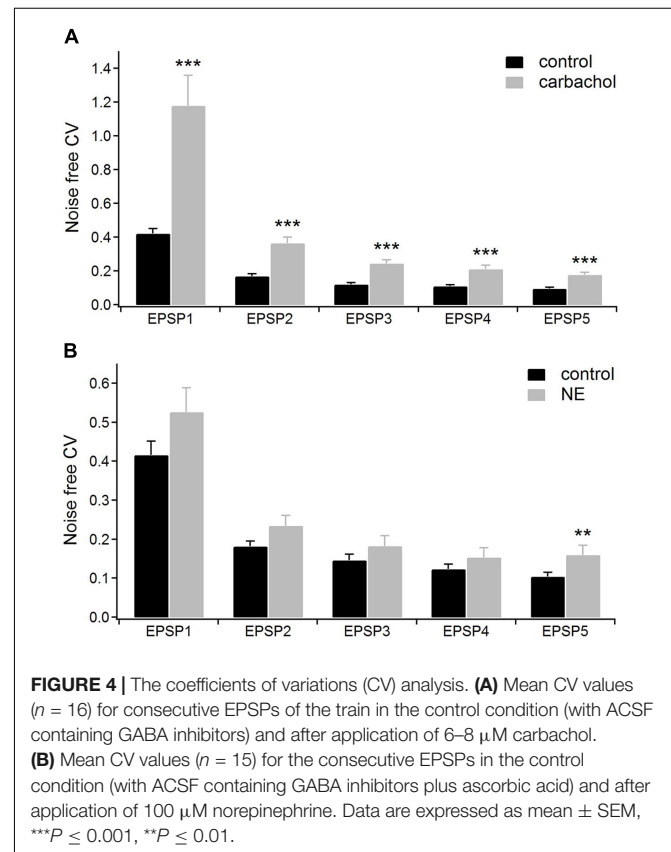 A
control
carbachol
Noise free CV
1.4
1.2
1.0
0.8
0.6
0.4
0.2
0.0
***
***
***
***
***
EPSP1 EPSP2 EPSP3 EPSP4 EPSP5
B
control
NE
Noise free CV
0.6
0.5
0.4
0.3
0.2
0.1
0.0
**
EPSP1 EPSP2 EPSP3 EPSP4 EPSP5
FIGURE 4 | The coefficients of variations (CV) analysis. (A) Mean CV values
(n = 16) for consecutive EPSPs of the train in the control condition (with ACSF
containing GABA inhibitors) and after application of 6–8 μM carbachol.
(B) Mean CV values (n = 15) for the consecutive EPSPs in the control
condition (with ACSF containing GABA inhibitors plus ascorbic acid) and after
application of 100 μM norepinephrine. Data are expressed as mean ± SEM,
***P ≤ 0.001, **P ≤ 0.01.